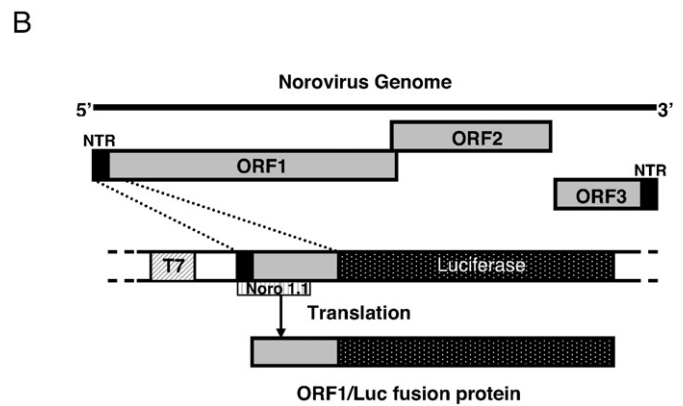 B
Norovirus Genome
5’ 3’
NTR
ORF1
ORF2
NTR
ORF3
T7
Luciferase
Noro 1.1
Translation
ORF1/Luc fusion protein